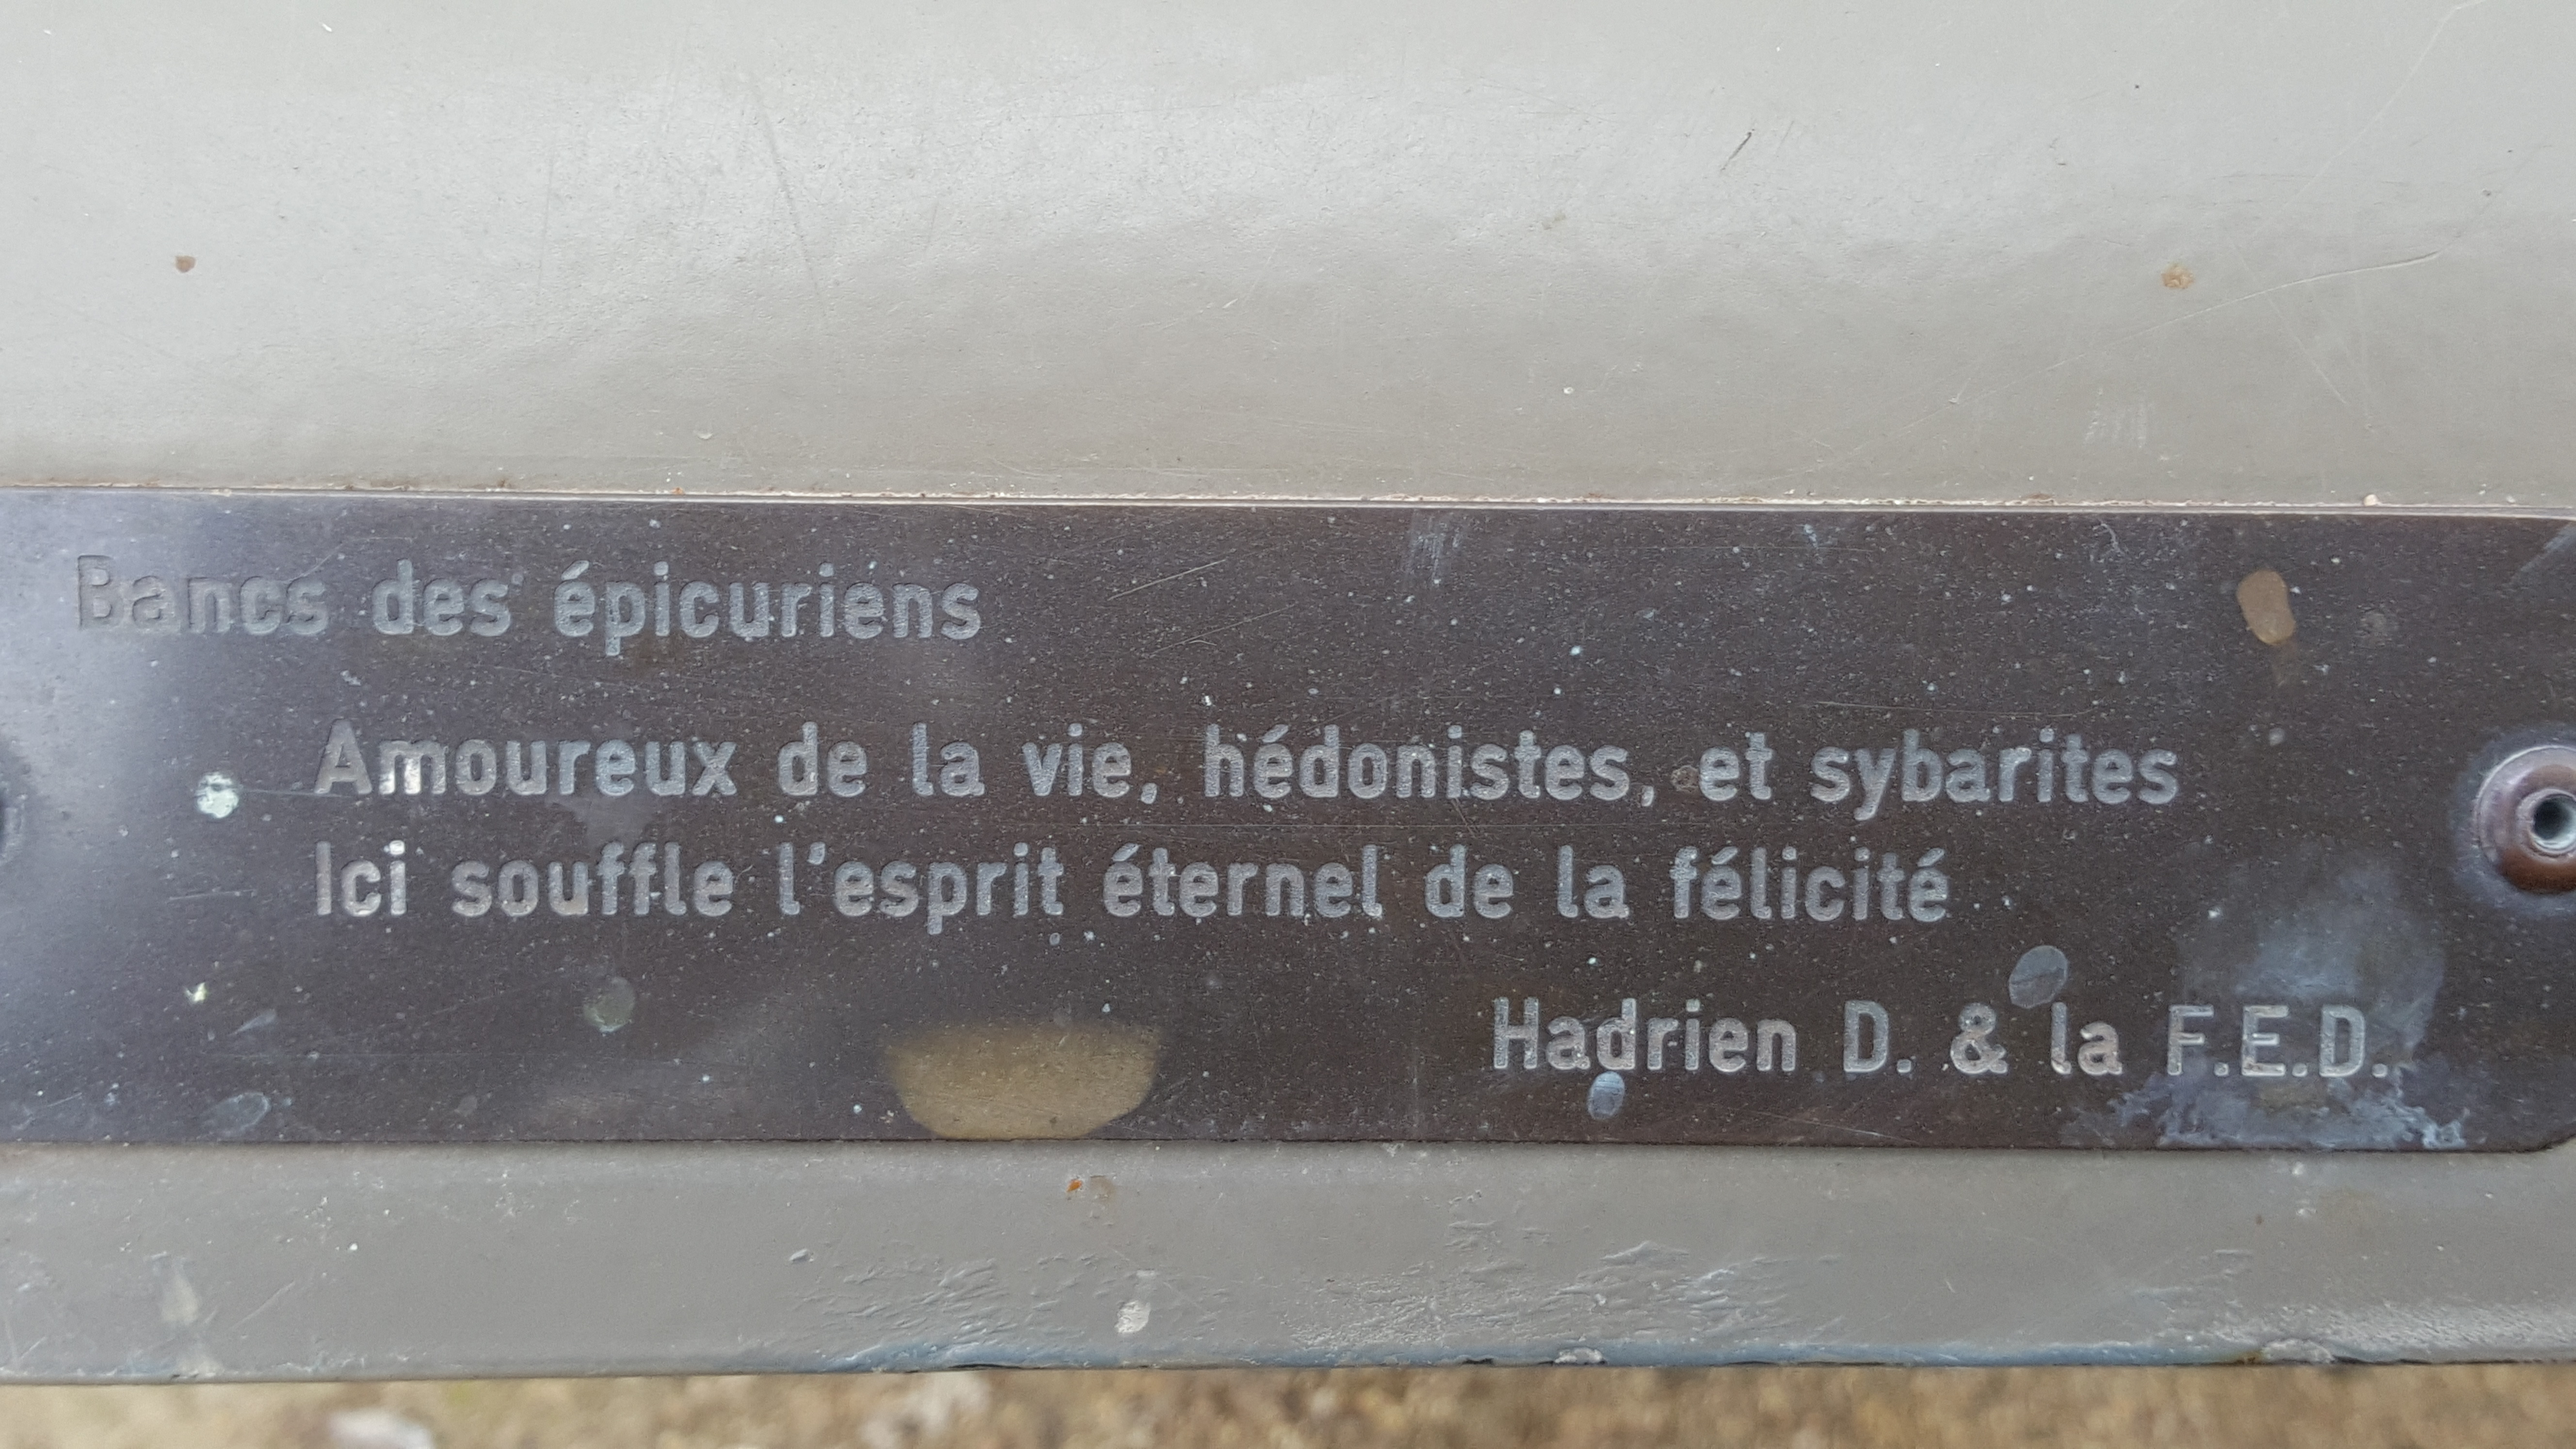 Bancs des épicuriens
Amoureux de la vie, hédonistes, et sybarites
Ici souffle l'esprit éternel de la félicité
Hadrien D. & la F.E.D.